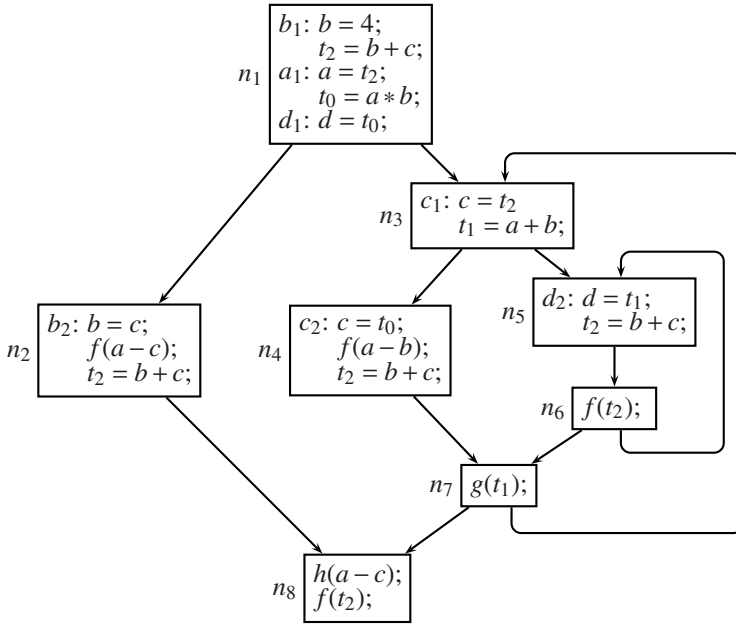 b₁: b = 4;
t₂ = b + c;
n₁ a₁: a = t₂;
t₀ = a ∗ b;
d₁: d = t₀;
n₃ c₁: c = t₂
t₁ = a + b;
n₂ b₂: b = c;
f(a − c);
t₂ = b + c;
n₄ c₂: c = t₀;
f(a − b);
t₂ = b + c;
n₅ d₂: d = t₁;
t₂ = b + c;
n₆ f(t₂);
n₇ g(t₁);
n₈ h(a − c);
f(t₂);